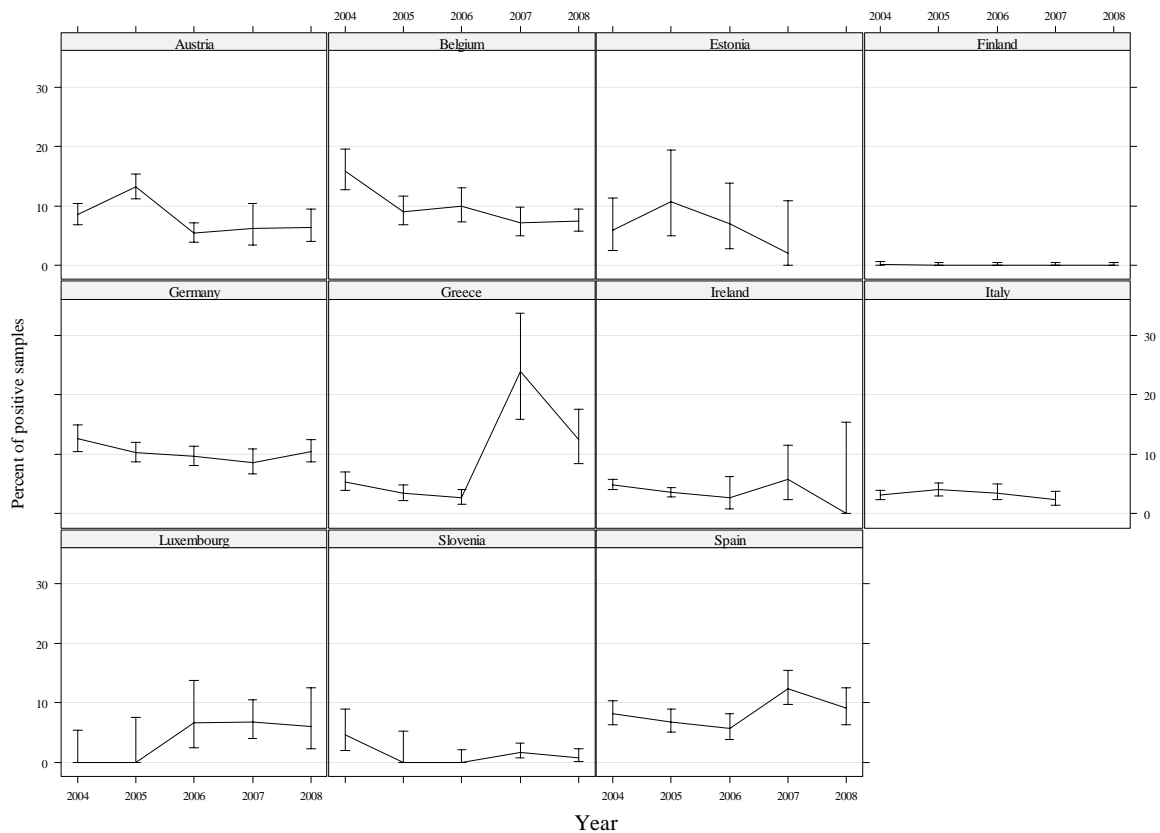 2004 2005 2006 2007 2008 2004 2005 2006 2007 2008
Austria Belgium Estonia Finland
30
20
10
0
Germany Greece Ireland Italy
30
20
10
0
Percent of positive samples
Luxembourg Slovenia Spain
30
20
10
0
2004 2005 2006 2007 2008 2004 2005 2006 2007 2008
Year